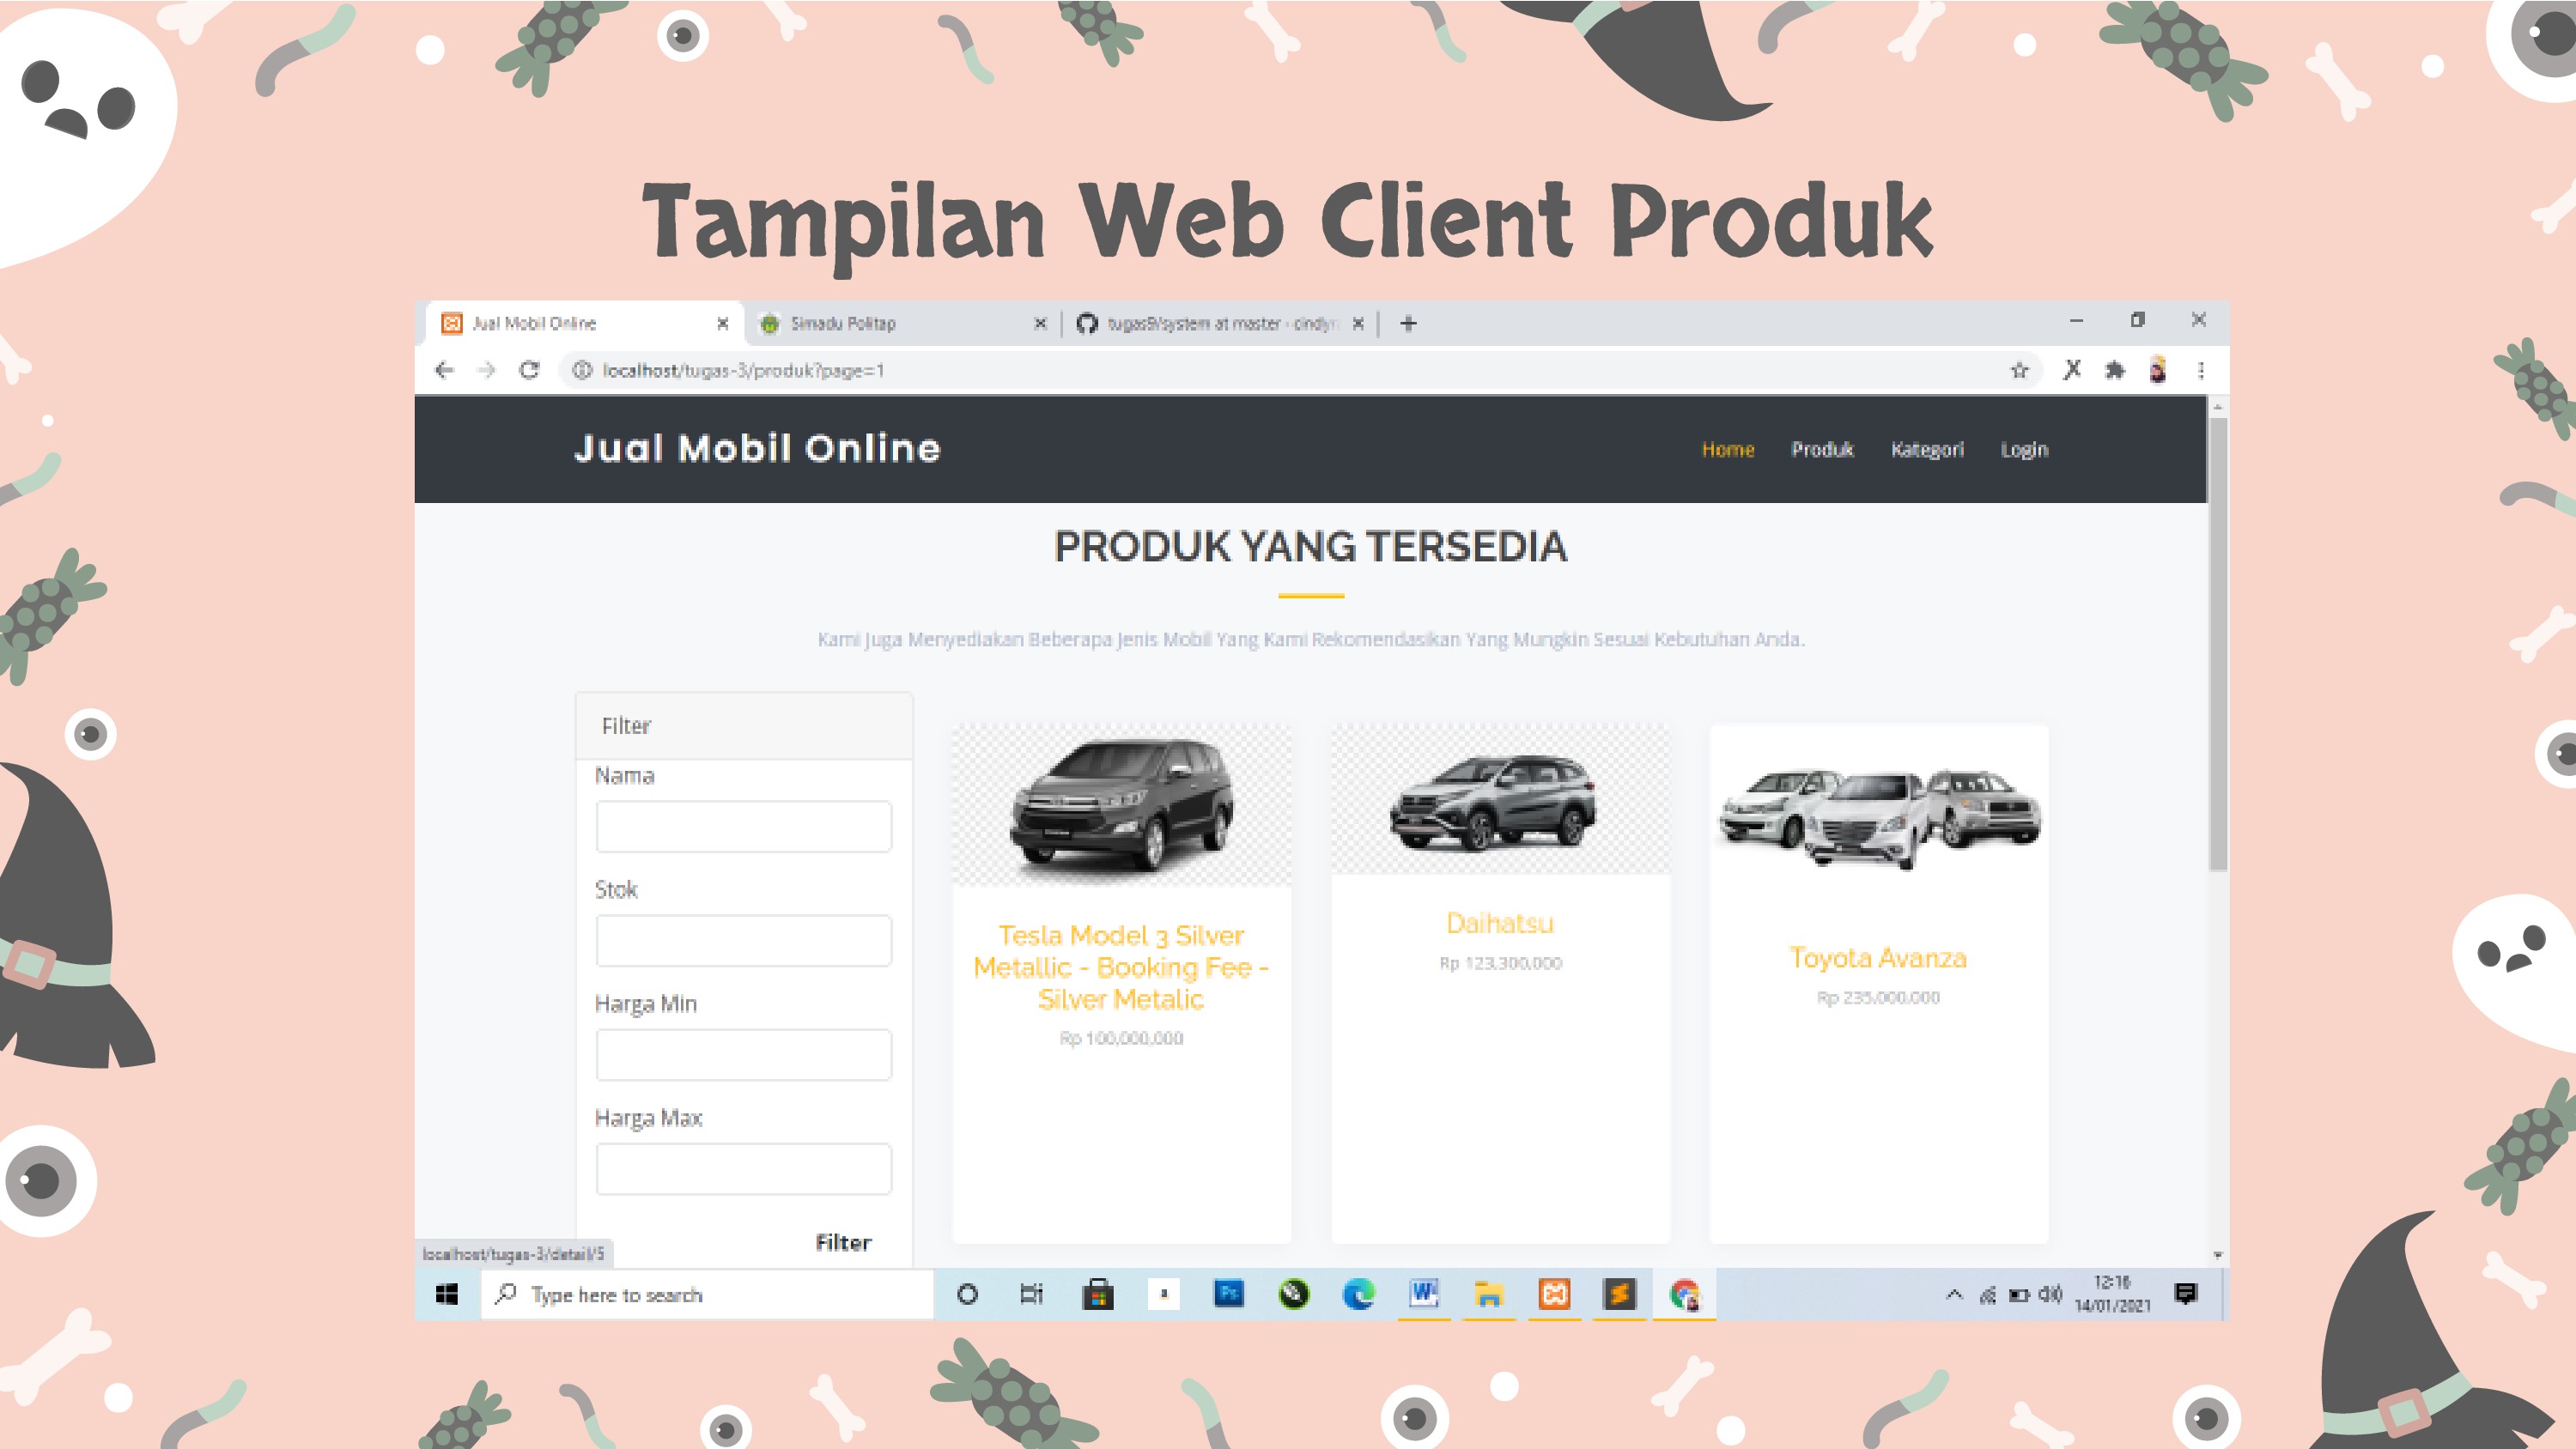 Tampilan Web Client Produk
Jual Mobil Online
Simadu Politap
tugas9/system at master · cindyr
localhost/tugas-3/produk?page=1
Jual Mobil Online
Home Produk Kategori Login
PRODUK YANG TERSEDIA
Kami Juga Menyediakan Beberapa Jenis Mobil Yang Kami Rekomendasikan Yang Mungkin Sesuai Kebutuhan Anda.
Filter
Nama
Stok
Harga Min
Harga Max
Filter
Tesla Model 3 Silver
Metallic - Booking Fee -
Silver Metalic
Rp 100,000,000
Daihatsu
Rp 123,300,000
Toyota Avanza
Rp 235,000,000
localhost/tugas-3/detail/5
Type here to search
a
Ps
W
12:16
14/01/2021